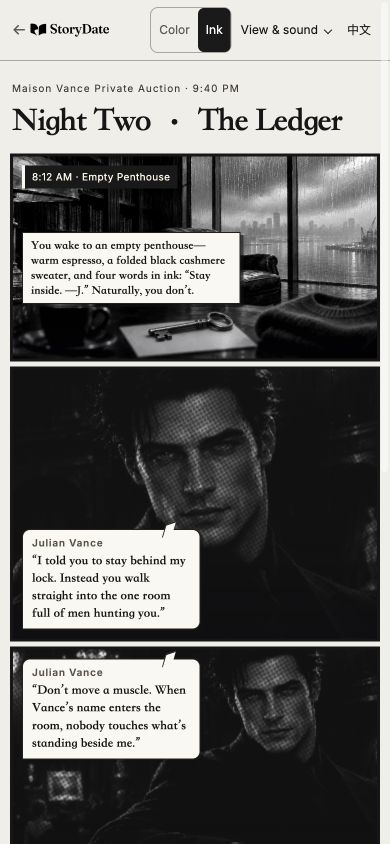 ← StoryDate
Color Ink View & sound 中文
Maison Vance Private Auction · 9:40 PM
Night Two · The Ledger
8:12 AM · Empty Penthouse
You wake to an empty penthouse—
warm espresso, a folded black cashmere
sweater, and four words in ink: “Stay
inside. —J.” Naturally, you don’t.
Julian Vance
“I told you to stay behind my
lock. Instead you walk
straight into the one room
full of men hunting you.”
Julian Vance
“Don’t move a muscle. When
Vance’s name enters the
room, nobody touches what’s
standing beside me.”